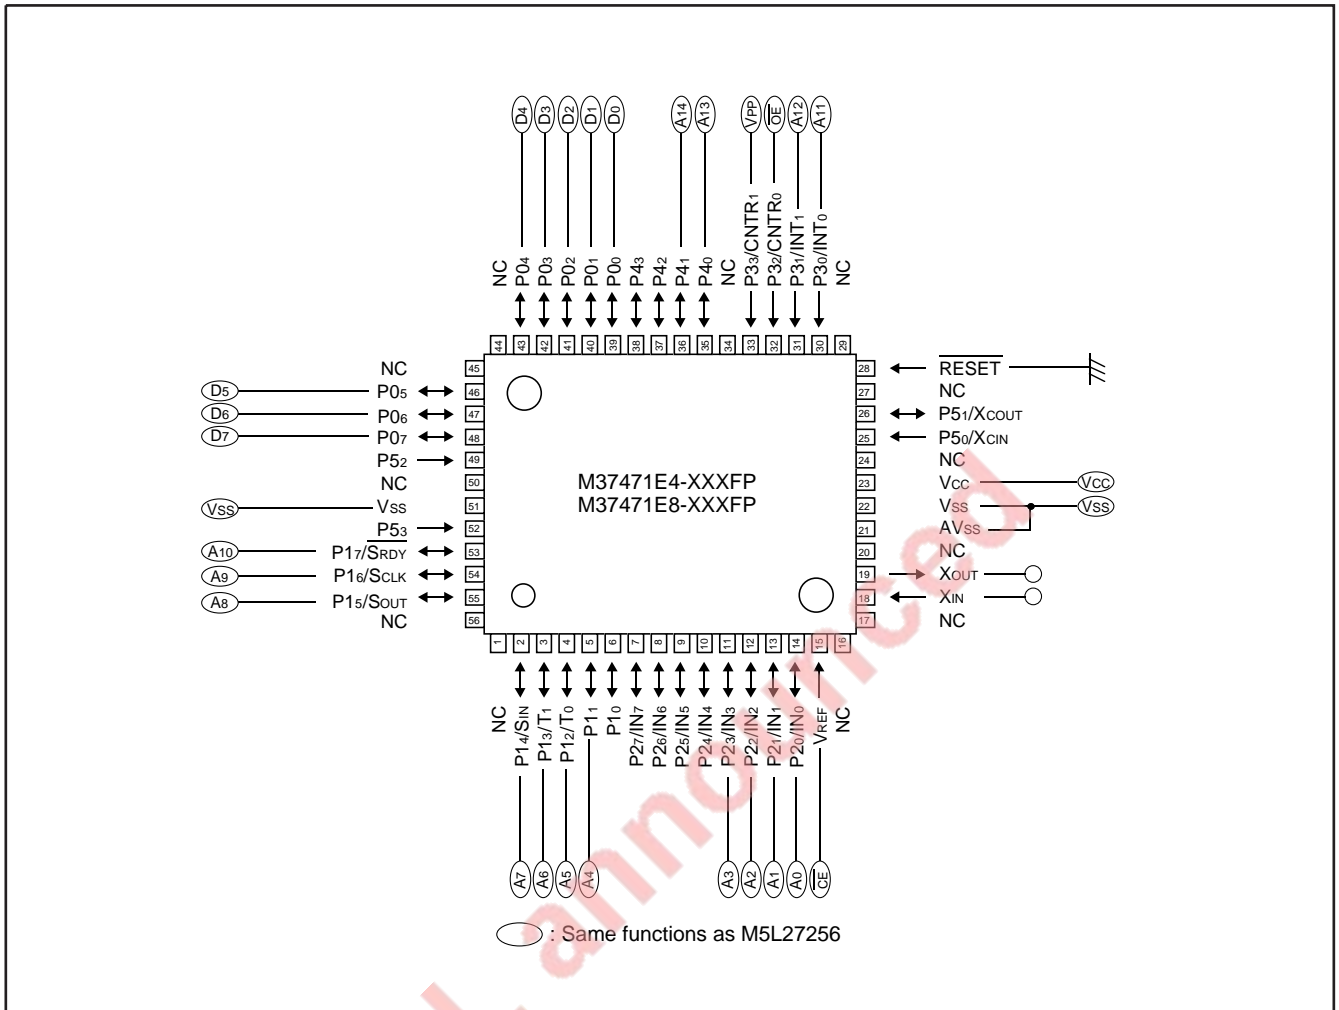 D4 D3 D2 D1 D0 A14 A13 VPP OE A12 A11
NC P04 P03 P02 P01 P00 P43 P42 P41 P40 NC P33/CNTR1 P32/CNTR0 P31/INT1 P30/INT0 NC
44 43 42 41 40 39 38 37 36 35 34 33 32 31 30 29
NC 45
D5 P05 46
D6 P06 47
D7 P07 48
P52 49
NC 50
VSS VSS 51
P53 52
A10 P17/SRDY 53
A9 P16/SCLK 54
A8 P15/SOUT 55
NC 56
M37471E4-XXXFP
M37471E8-XXXFP
28 RESET
27 NC
26 P51/XCOUT
25 P50/XCIN
24 NC
23 VCC VCC
22 VSS VSS
21 AVSS
20 NC
19 XOUT
18 XIN
17 NC
1 2 3 4 5 6 7 8 9 10 11 12 13 14 15 16
NC P14/SIN P13/T1 P12/T0 P11 P10 P27/IN7 P26/IN6 P25/IN5 P24/IN4 P23/IN3 P22/IN2 P21/IN1 P20/IN0 VREF NC
A7 A6 A5 A4 A3 A2 A1 A0 CE
: Same functions as M5L27256
announced